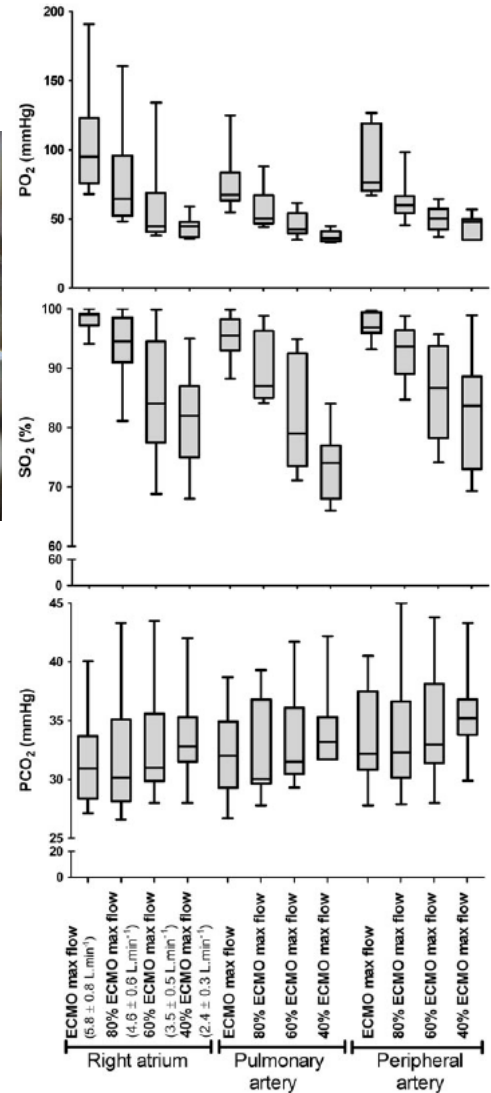 PO₂ (mmHg)
200
150
100
50
0
SO₂ (%)
100
90
80
70
60
60
0
PCO₂ (mmHg)
45
40
35
30
25
20
0
ECMO max flow
(5.8 ± 0.8 L.min⁻¹)
80% ECMO max flow
(4.6 ± 0.6 L.min⁻¹)
60% ECMO max flow
(3.5 ± 0.5 L.min⁻¹)
40% ECMO max flow
(2.4 ± 0.3 L.min⁻¹)
ECMO max flow
80% ECMO max flow
60% ECMO max flow
40% ECMO max flow
ECMO max flow
80% ECMO max flow
60% ECMO max flow
40% ECMO max flow
Right atrium
Pulmonary
artery
Peripheral
artery